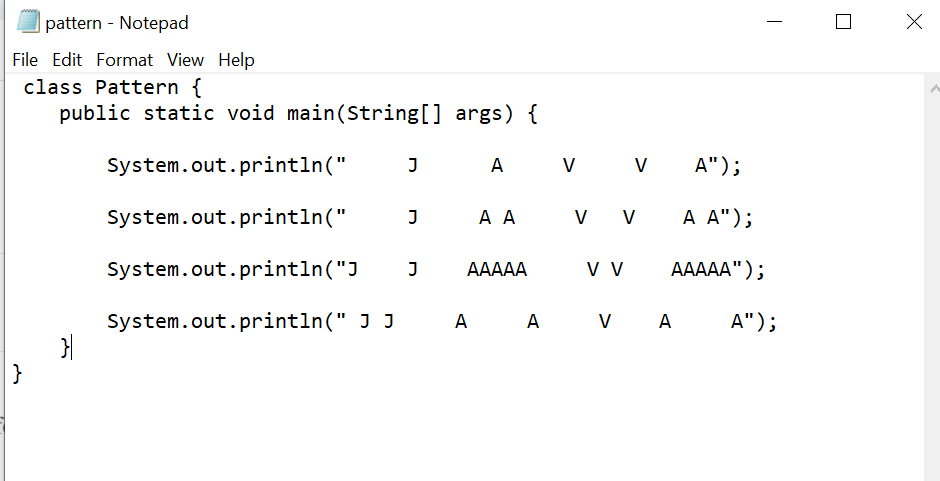 pattern - Notepad
File Edit Format View Help
 class Pattern {
    public static void main(String[] args) {

        System.out.println("     J      A     V     V    A");

        System.out.println("     J     A A     V   V    A A");

        System.out.println("J    J    AAAAA     V V    AAAAA");

        System.out.println(" J J     A     A     V    A     A");
    }
}